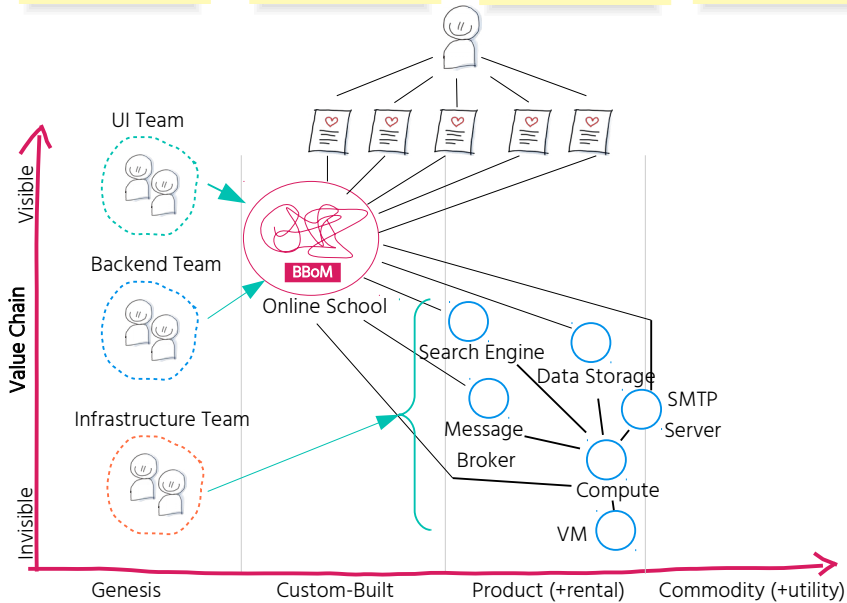 UI Team
Visible
BBoM
Backend Team
Online School
Value Chain
Search Engine
Data Storage
SMTP
Server
Infrastructure Team
Message
Broker
Compute
Invisible
VM
Genesis
Custom-Built
Product (+rental)
Commodity (+utility)